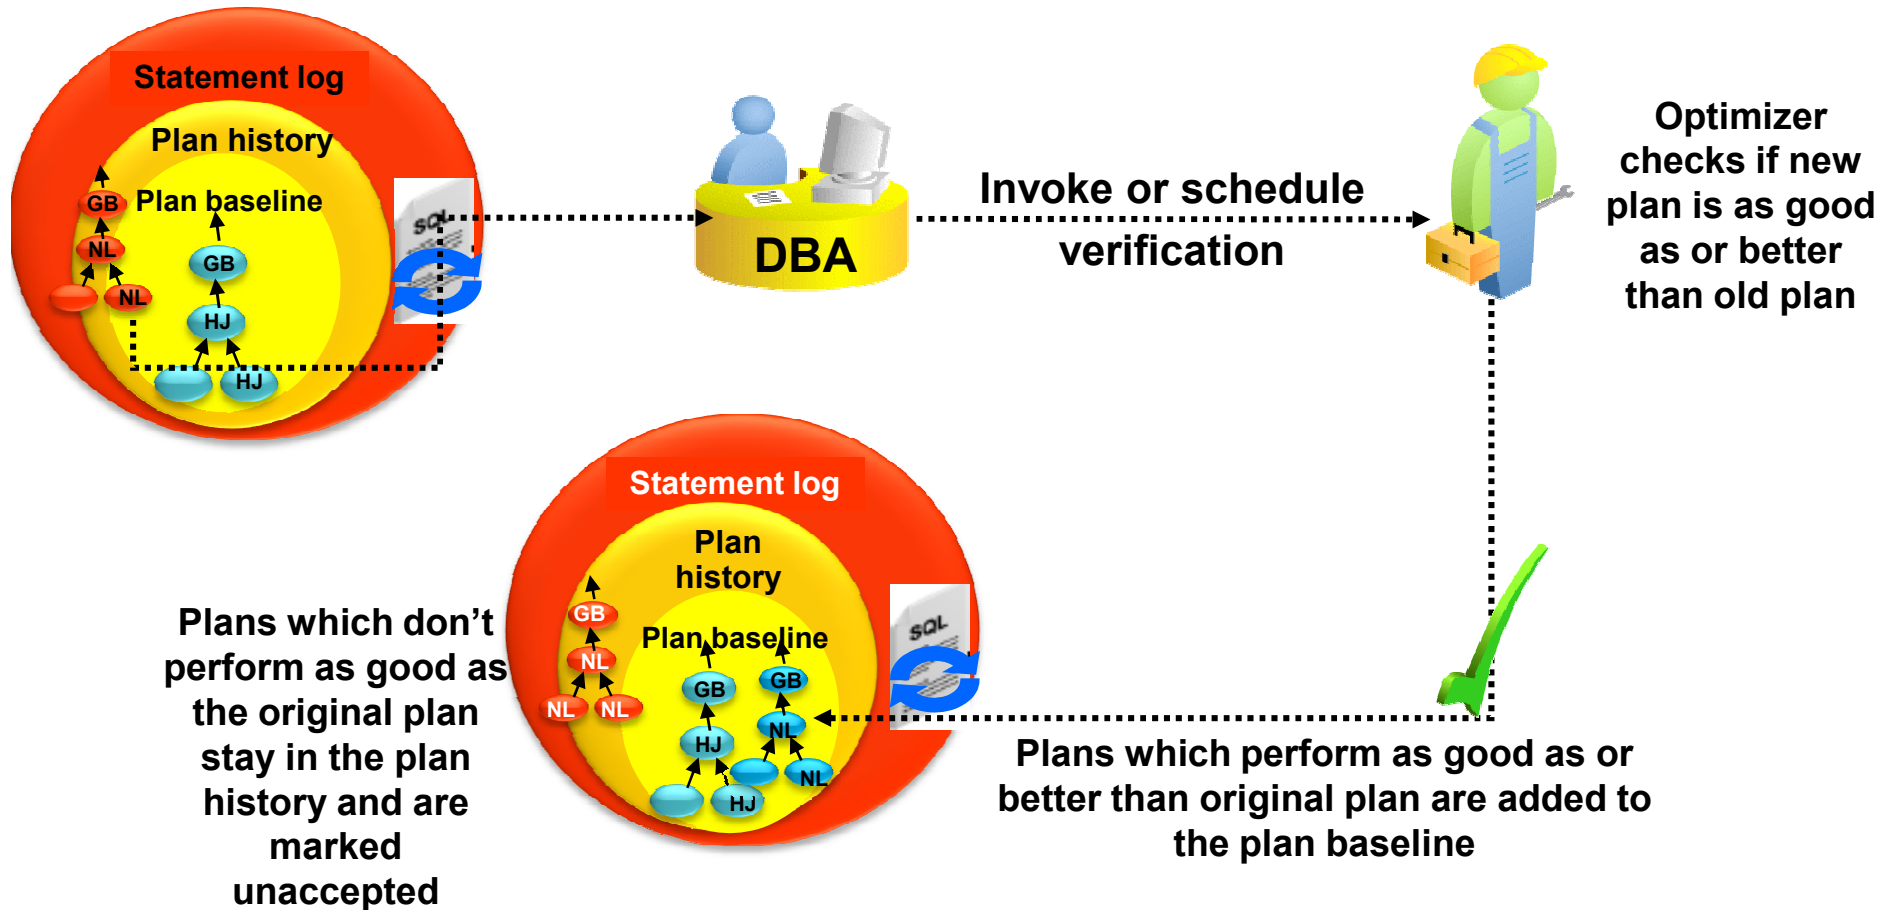 Statement log
Plan history
Plan baseline
GB
NL
NL
GB
HJ
HJ
SQL
DBA
Invoke or schedule
verification
Optimizer
checks if new
plan is as good
as or better
than old plan
Statement log
Plan
history
Plan baseline
GB
NL
NL
NL
GB
HJ
HJ
GB
NL
NL
SQL
Plans which don’t
perform as good as
the original plan
stay in the plan
history and are
marked
unaccepted
Plans which perform as good as or
better than original plan are added to
the plan baseline